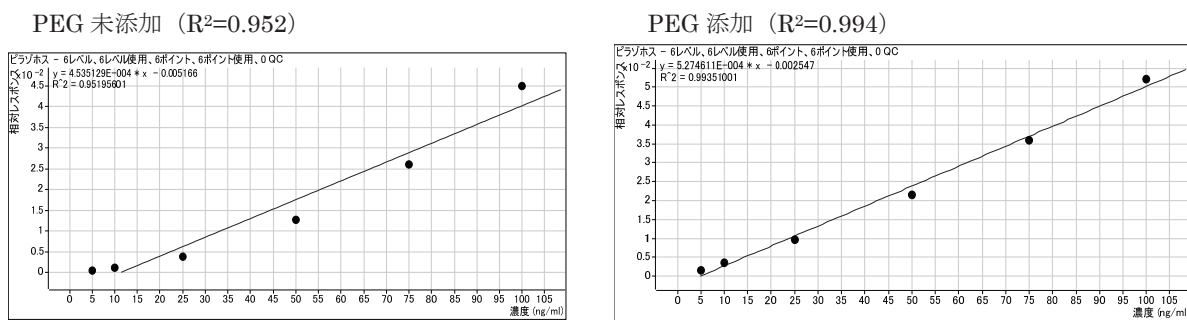 PEG 未添加（R²=0.952）
ピラゾホス - 6レベル、6レベル使用、6ポイント、6ポイント使用、0 QC
相対レスポンス
x10 -2
y = 4.535129E-004 * x - 0.005166
R^2 = 0.95195601
4.5
4
3.5
3
2.5
2
1.5
1
0.5
0
0 5 10 15 20 25 30 35 40 45 50 55 60 65 70 75 80 85 90 95 100 105
濃度 (ng/ml)
PEG 添加（R²=0.994）
ピラゾホス - 6レベル、6レベル使用、6ポイント、6ポイント使用、0 QC
相対レスポンス
x10 -2
y = 5.274611E-004 * x - 0.002547
R^2 = 0.99351001
5
4.5
4
3.5
3
2.5
2
1.5
1
0.5
0
0 5 10 15 20 25 30 35 40 45 50 55 60 65 70 75 80 85 90 95 100 105
濃度 (ng/ml)